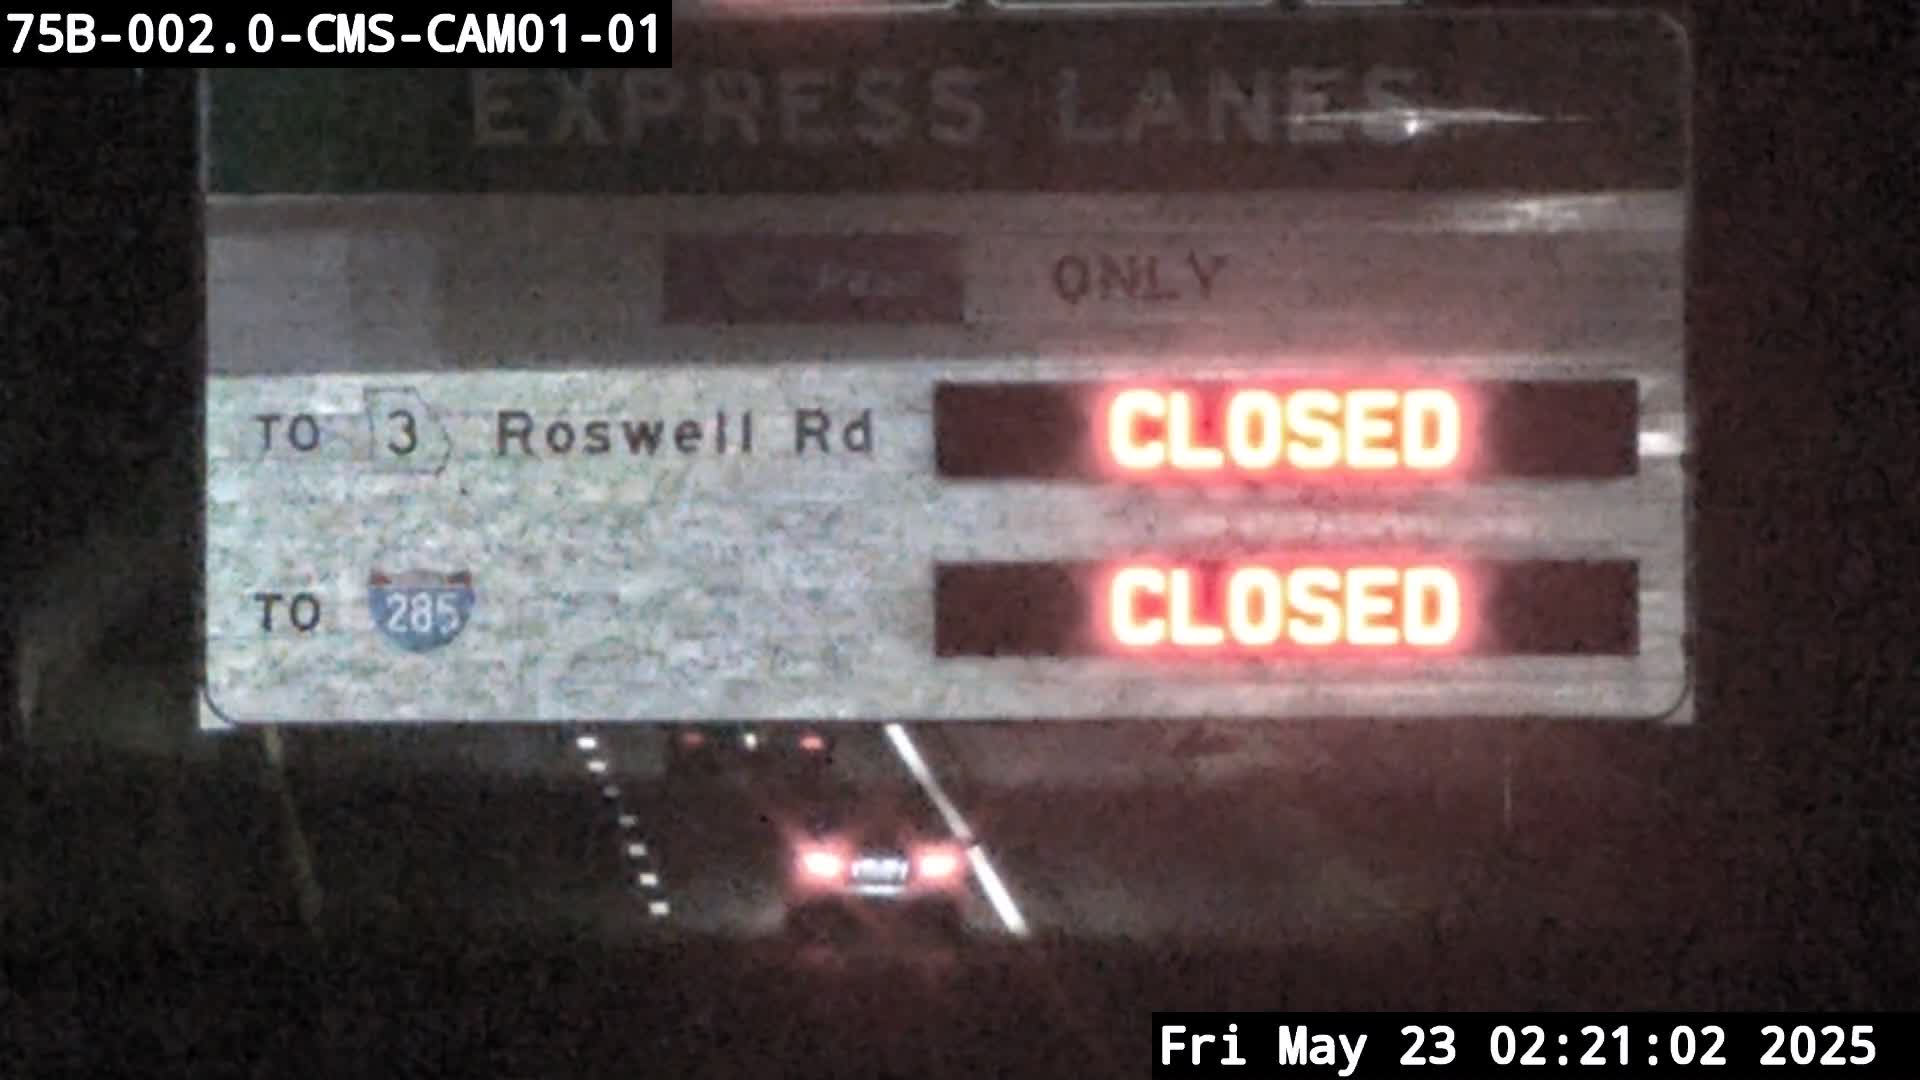 75B-002.0-CMS-CAM01-01
EXPRESS LANES
ONLY
TO 3 Roswell Rd CLOSED
TO 285 CLOSED
Fri May 23 02:21:02 2025